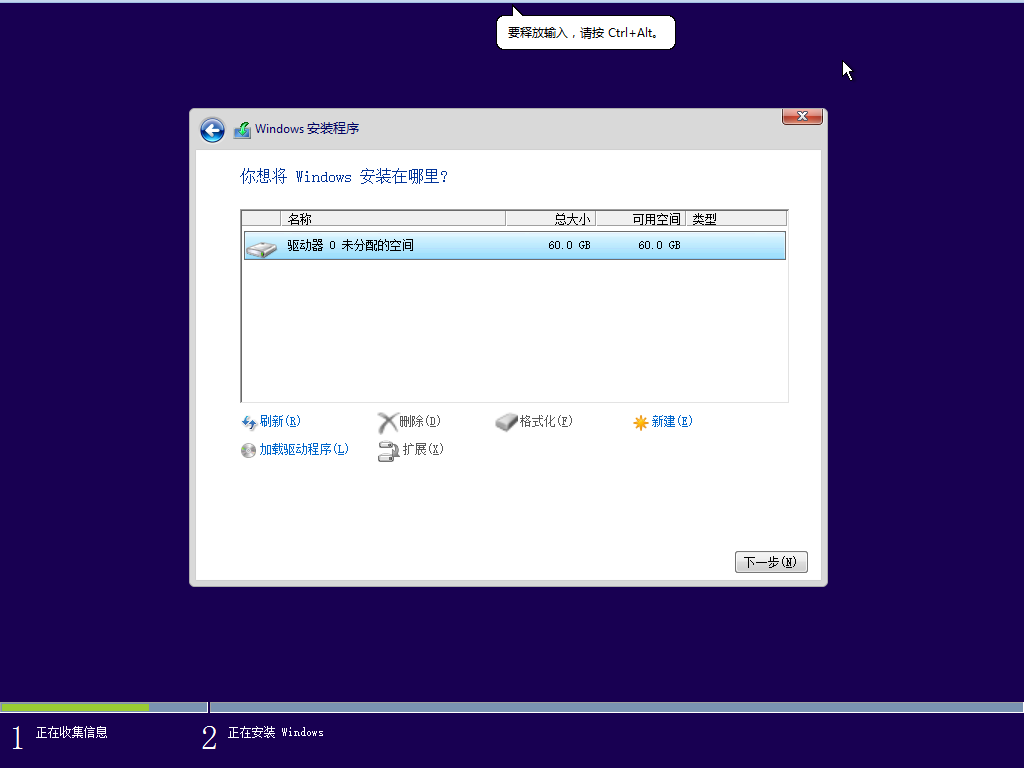 要释放输入，请按 Ctrl+Alt。
Windows 安装程序
你想将 Windows 安装在哪里?
名称 总大小 可用空间 类型
驱动器 0 未分配的空间 60.0 GB 60.0 GB
刷新(R) 删除(D) 格式化(F) 新建(E)
加载驱动程序(L) 扩展(X)
下一步(N)
1 正在收集信息 2 正在安装 Windows